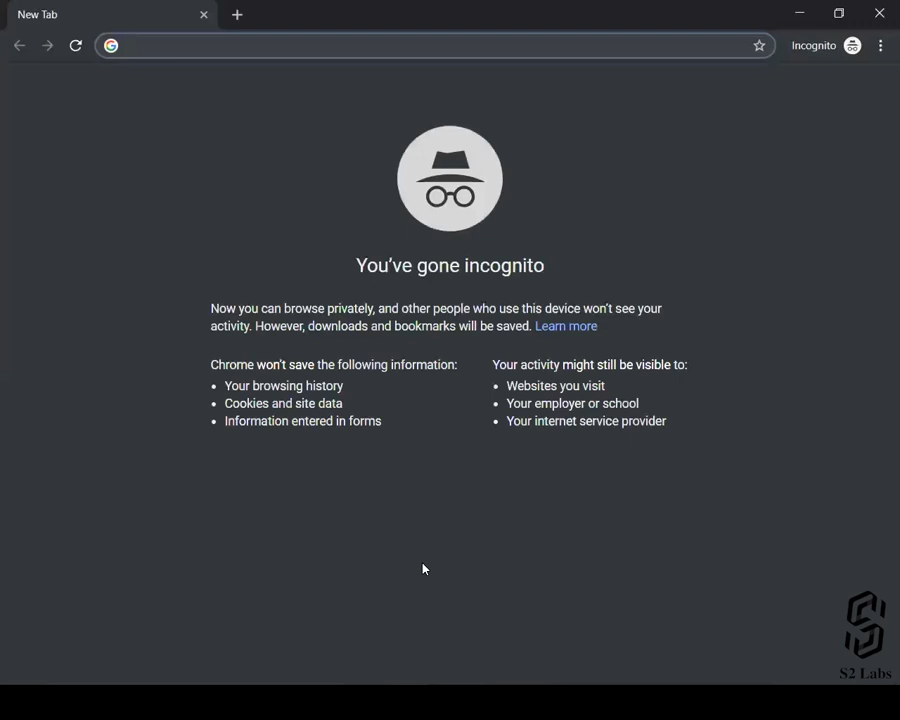 New Tab
Incognito
You've gone incognito
Now you can browse privately, and other people who use this device won't see your
activity. However, downloads and bookmarks will be saved. Learn more
Chrome won't save the following information:
• Your browsing history
• Cookies and site data
• Information entered in forms
Your activity might still be visible to:
• Websites you visit
• Your employer or school
• Your internet service provider
S2 Labs